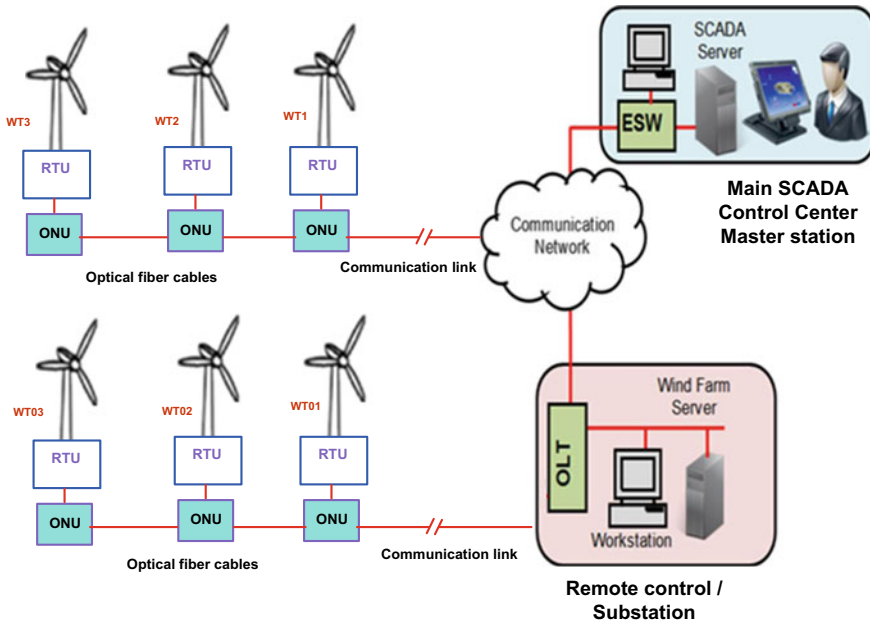 SCADA
Server
WT3
WT2
WT1
ESW
RTU
RTU
RTU
Main SCADA
Control Center
Master station
ONU
ONU
ONU
Communication
Network
Optical fiber cables
Communication link
WT03
WT02
WT01
Wind Farm
Server
RTU
RTU
RTU
OLT
ONU
ONU
ONU
Workstation
Optical fiber cables
Communication link
Remote control /
Substation